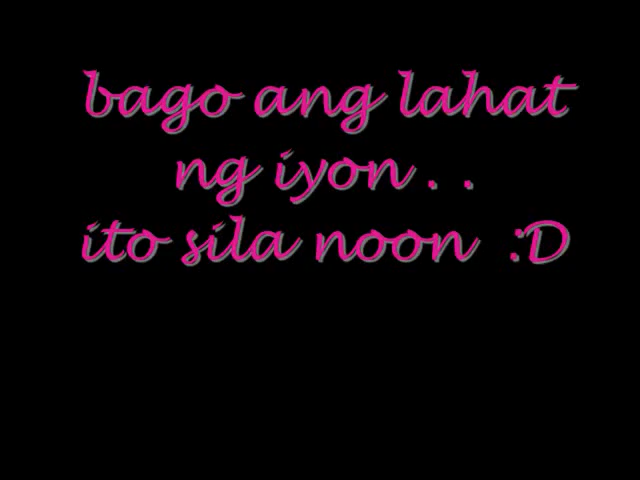 bago ang lahat
ng iyon . .
ito sila noon :D